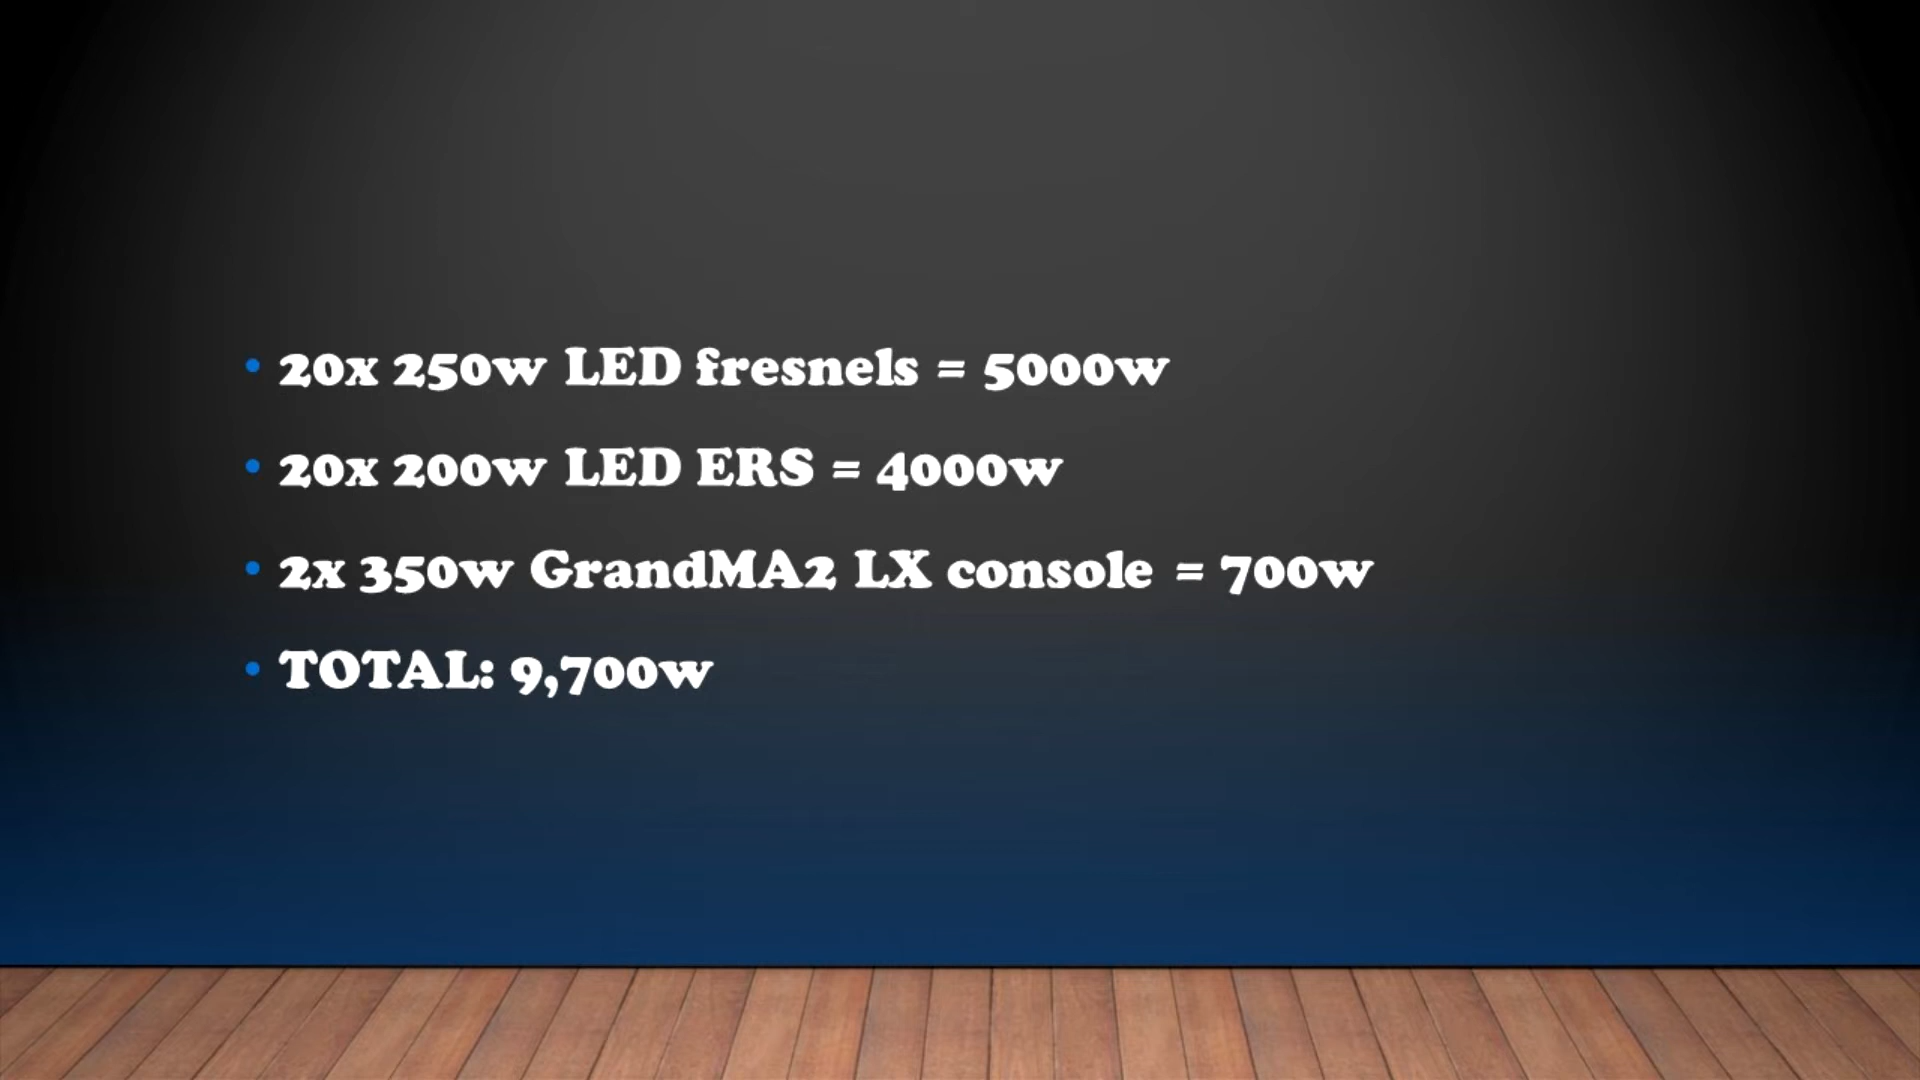 • 20x 250w LED fresnels = 5000w
• 20x 200w LED ERS = 4000w
• 2x 350w GrandMA2 LX console = 700w
• TOTAL: 9,700w